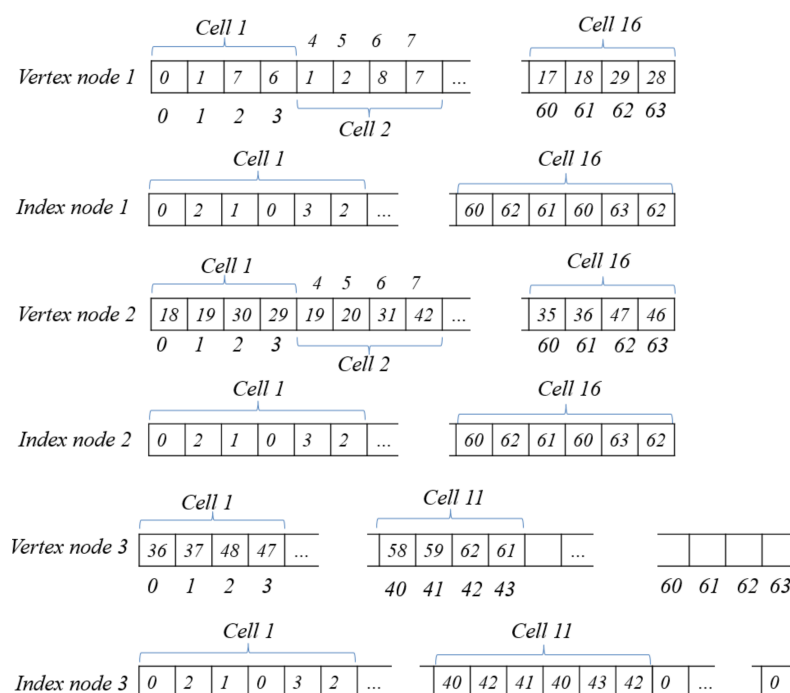 Cell 1 4 5 6 7 Cell 16
Vertex node 1 0 1 7 6 1 2 8 7 ... 17 18 29 28
0 1 2 3 60 61 62 63
Cell 2
Cell 1 Cell 16
Index node 1 0 2 1 0 3 2 ... 60 62 61 60 63 62
Cell 1 4 5 6 7 Cell 16
Vertex node 2 18 19 30 29 19 20 31 42 ... 35 36 47 46
0 1 2 3 60 61 62 63
Cell 2
Cell 1 Cell 16
Index node 2 0 2 1 0 3 2 ... 60 62 61 60 63 62
Cell 1 Cell 11
Vertex node 3 36 37 48 47 ... 58 59 62 61 ...
0 1 2 3 40 41 42 43 60 61 62 63
Cell 1 Cell 11
Index node 3 0 2 1 0 3 2 ... 40 42 41 40 43 42 0 ... 0